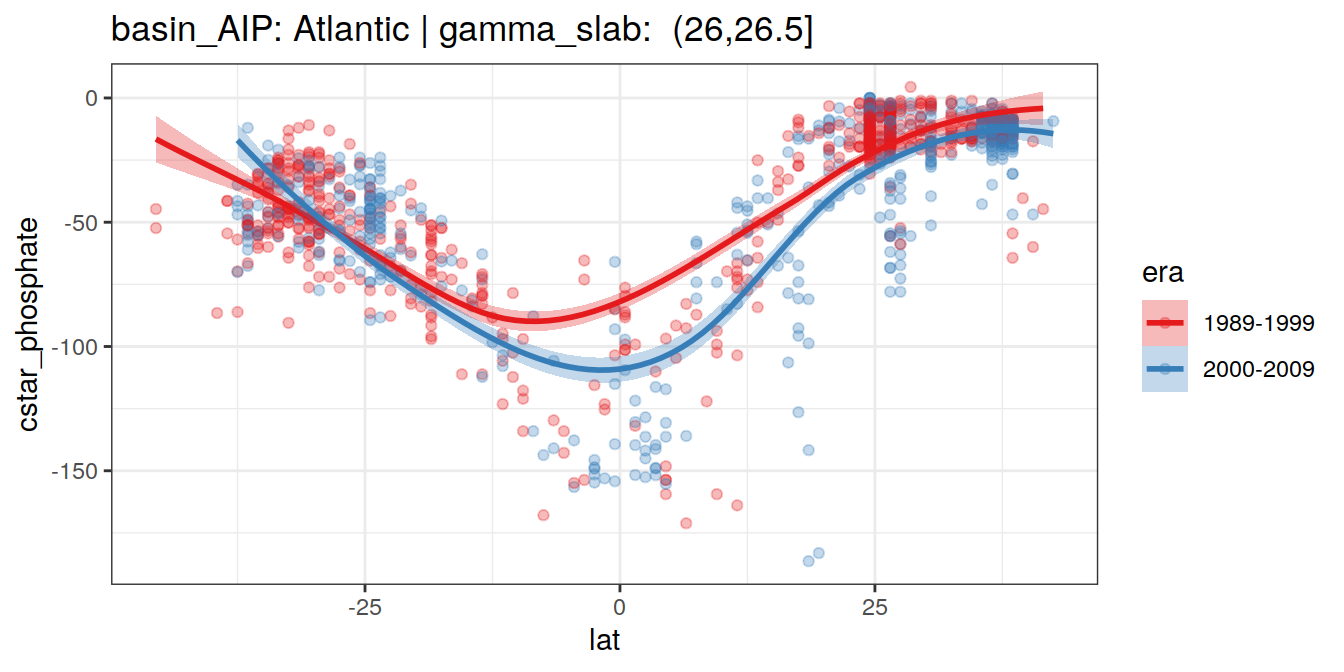 basin_AIP: Atlantic | gamma_slab:  (26,26.5]
0
-50
-100
-150
cstar_phosphate
-25
0
25
lat
era
1989-1999
2000-2009